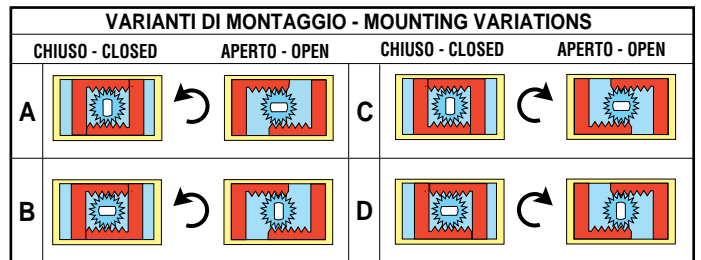 VARIANTI DI MONTAGGIO - MOUNTING VARIATIONS
CHIUSO - CLOSED APERTO - OPEN CHIUSO - CLOSED APERTO - OPEN
A C
B D